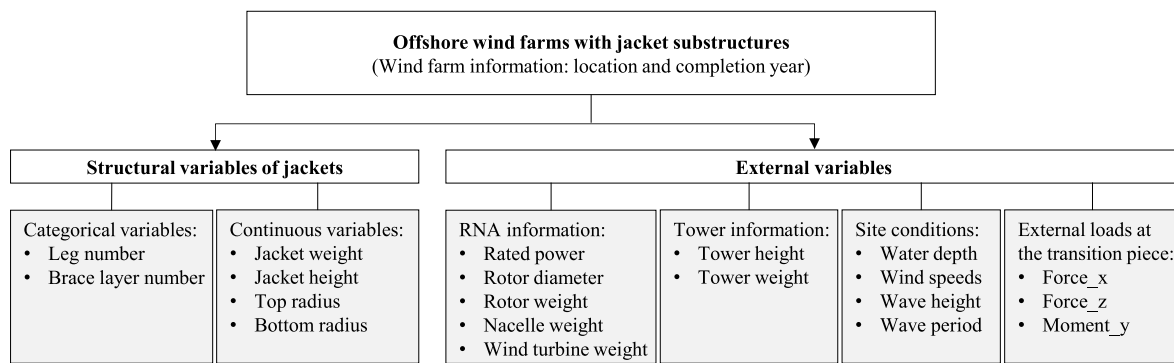 Offshore wind farms with jacket substructures
(Wind farm information: location and completion year)
Structural variables of jackets
External variables
Categorical variables:
• Leg number
• Brace layer number
Continuous variables:
• Jacket weight
• Jacket height
• Top radius
• Bottom radius
RNA information:
• Rated power
• Rotor diameter
• Rotor weight
• Nacelle weight
• Wind turbine weight
Tower information:
• Tower height
• Tower weight
Site conditions:
• Water depth
• Wind speeds
• Wave height
• Wave period
External loads at
the transition piece:
• Force_x
• Force_z
• Moment_y